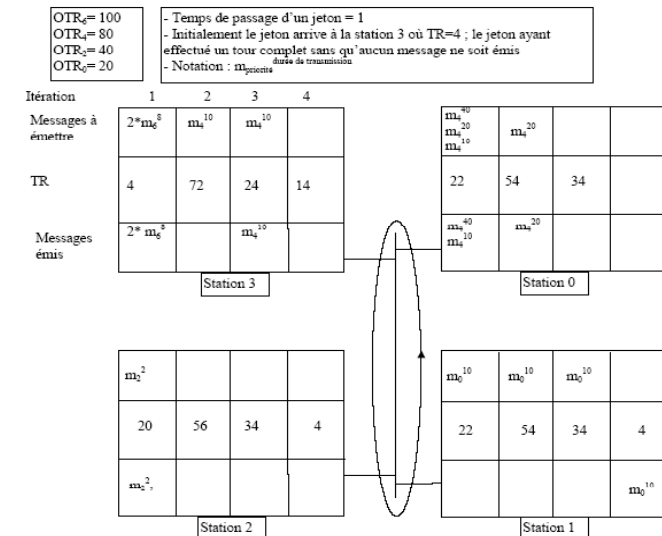 OTR₆= 100
OTR₄= 80
OTR₂= 40
OTR₀= 20
- Temps de passage d'un jeton = 1
- Initialement le jeton arrive à la station 3 où TR=4 ; le jeton ayant
effectué un tour complet sans qu'aucun message ne soit émis
- Notation : m_priorité^durée de transmission
Itération 1 2 3 4
Messages à émettre 2*m₆⁸ m₄¹⁰ m₄¹⁰
TR 4 72 24 14
Messages émis 2* m₆⁸ m₄¹⁰
Station 3
m₄⁴⁰
m₄²⁰ m₄²⁰
m₄¹⁰
22 54 34
m₄⁴⁰ m₄²⁰
m₄¹⁰
Station 0
m₂²
20 56 34 4
m₂²,
Station 2
m₀¹⁰ m₀¹⁰ m₀¹⁰
22 54 34 4
m₀¹⁰
Station 1